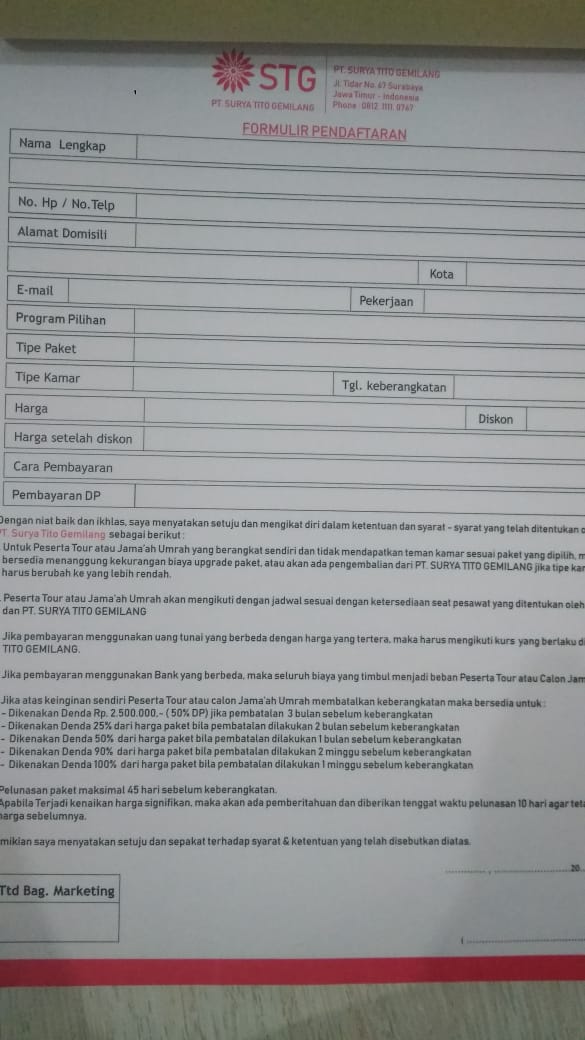 STG
PT. SURYA TITO GEMILANG
PT. SURYA TITO GEMILANG
Jl. Tidar No. 67 Surabaya
Jawa Timur - Indonesia
Phone : 0812 1111 0767
FORMULIR PENDAFTARAN
Nama Lengkap
No. Hp / No.Telp
Alamat Domisili
Kota
E-mail
Pekerjaan
Program Pilihan
Tipe Paket
Tipe Kamar
Tgl. keberangkatan
Harga
Diskon
Harga setelah diskon
Cara Pembayaran
Pembayaran DP
Dengan niat baik dan ikhlas, saya menyatakan setuju dan mengikat diri dalam ketentuan dan syarat - syarat yang telah ditentukan
PT. Surya Tito Gemilang sebagai berikut :
Untuk Peserta Tour atau Jama'ah Umrah yang berangkat sendiri dan tidak mendapatkan teman kamar sesuai paket yang dipilih,
bersedia menanggung kekurangan biaya upgrade paket, atau akan ada pengembalian dari PT. SURYA TITO GEMILANG jika tipe
harus berubah ke yang lebih rendah.
Peserta Tour atau Jama'ah Umrah akan mengikuti dengan jadwal sesuai dengan ketersediaan seat pesawat yang ditentukan oleh
dan PT. SURYA TITO GEMILANG
Jika pembayaran menggunakan uang tunai yang berbeda dengan harga yang tertera, maka harus mengikuti kurs yang berlaku
TITO GEMILANG.
Jika pembayaran menggunakan Bank yang berbeda, maka seluruh biaya yang timbul menjadi beban Peserta Tour atau Calon
Jika atas keinginan sendiri Peserta Tour atau calon Jama'ah Umrah membatalkan keberangkatan maka bersedia untuk :
- Dikenakan Denda Rp. 2.500.000,- ( 50% DP) jika pembatalan 3 bulan sebelum keberangkatan
- Dikenakan Denda 25% dari harga paket bila pembatalan dilakukan 2 bulan sebelum keberangkatan
- Dikenakan Denda 50% dari harga paket bila pembatalan dilakukan 1 bulan sebelum keberangkatan
- Dikenakan Denda 90% dari harga paket bila pembatalan dilakukan 2 minggu sebelum keberangkatan
- Dikenakan Denda 100% dari harga paket bila pembatalan dilakukan 1 minggu sebelum keberangkatan
Pelunasan paket maksimal 45 hari sebelum keberangkatan.
Apabila Terjadi kenaikan harga signifikan, maka akan ada pemberitahuan dan diberikan tenggat waktu pelunasan 10 hari agar
harga sebelumnya.
mikian saya menyatakan setuju dan sepakat terhadap syarat & ketentuan yang telah disebutkan diatas.
.................... , .................... 20
Ttd Bag. Marketing
( ....................